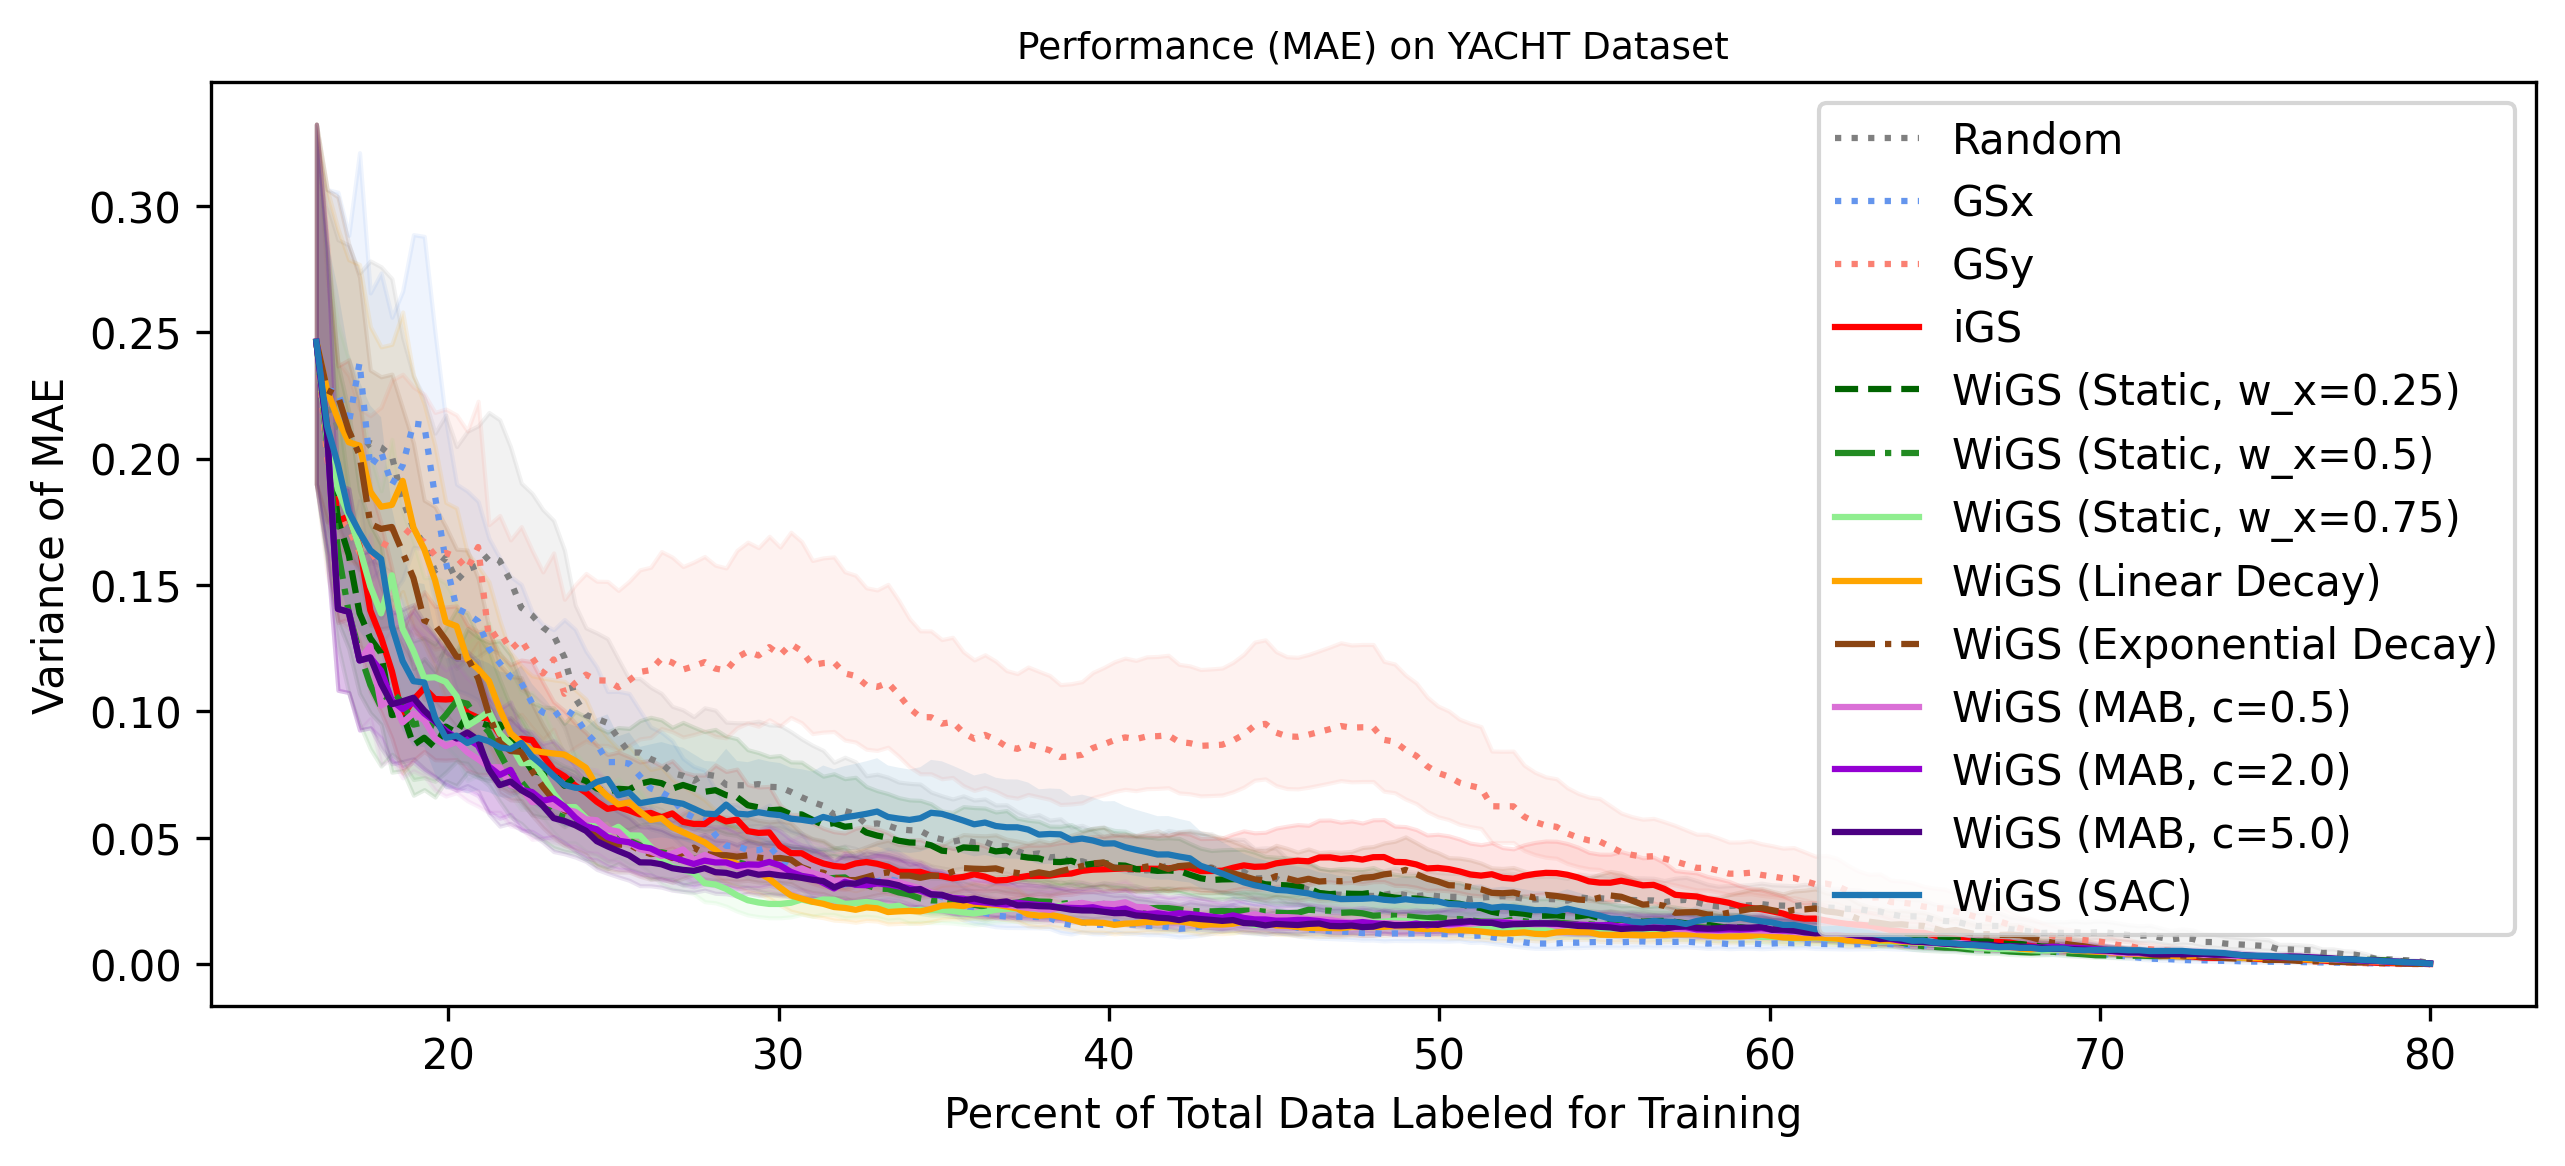 Performance (MAE) on YACHT Dataset
Variance of MAE
0.30
0.25
0.20
0.15
0.10
0.05
0.00
20 30 40 50 60 70 80
Percent of Total Data Labeled for Training
Random
GSx
GSy
iGS
WiGS (Static, w_x=0.25)
WiGS (Static, w_x=0.5)
WiGS (Static, w_x=0.75)
WiGS (Linear Decay)
WiGS (Exponential Decay)
WiGS (MAB, c=0.5)
WiGS (MAB, c=2.0)
WiGS (MAB, c=5.0)
WiGS (SAC)